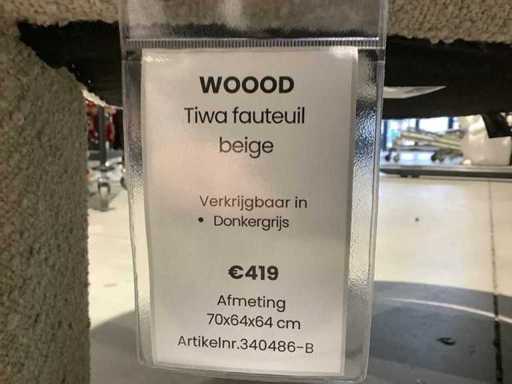 WOOOD
Tiwa fauteuil
beige
Verkrijgbaar in
• Donkergrijs
€419
Afmeting
70x64x64 cm
Artikelnr.340486-B